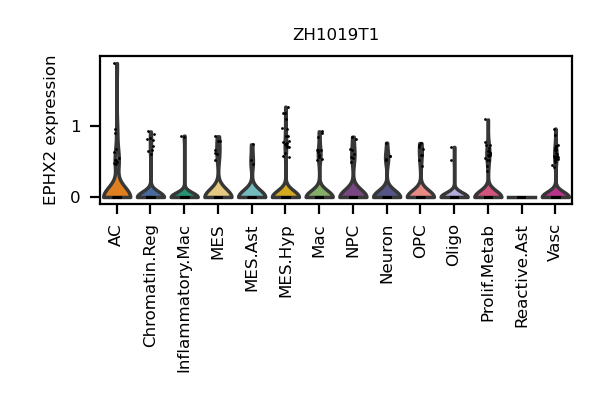 ZH1019T1
EPHX2 expression
1
0
AC
Chromatin.Reg
Inflammatory.Mac
MES
MES.Ast
MES.Hyp
Mac
NPC
Neuron
OPC
Oligo
Prolif.Metab
Reactive.Ast
Vasc